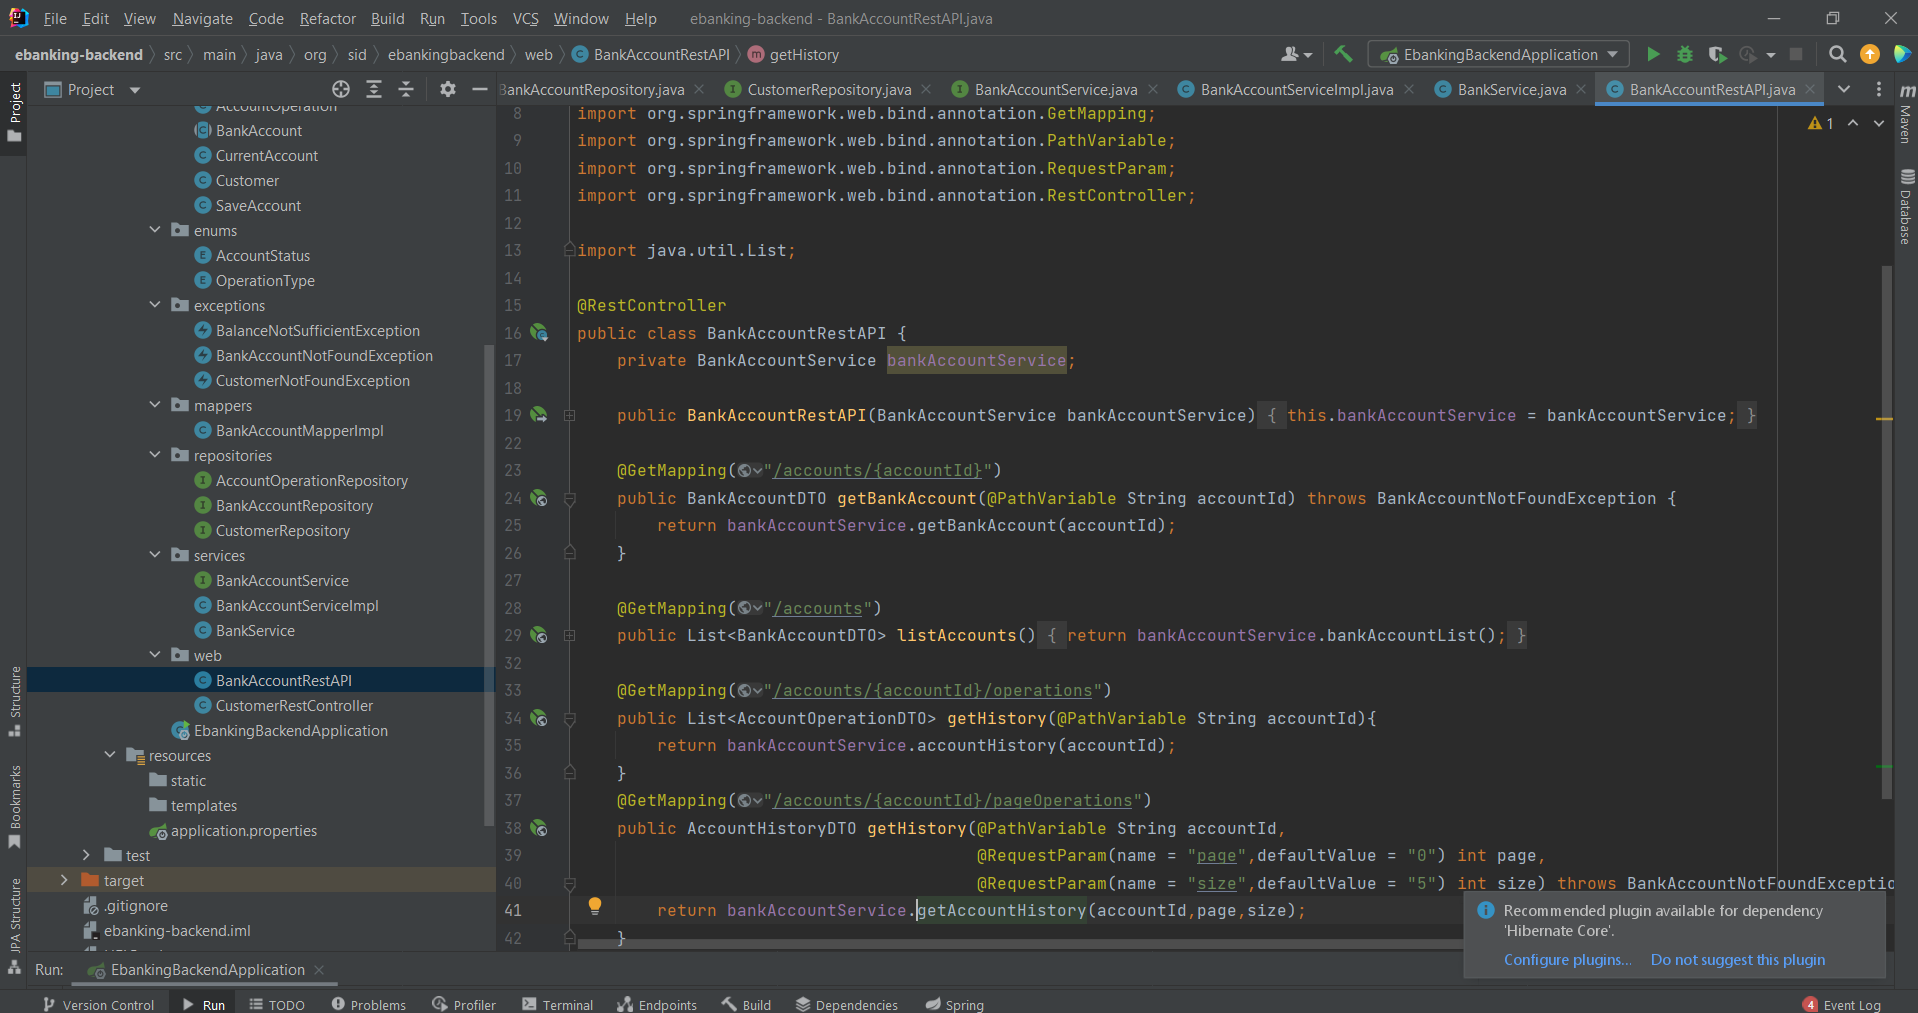 File Edit View Navigate Code Refactor Build Run Tools VCS Window Help ebanking-backend - BankAccountRestAPI.java
ebanking-backend src main java org sid ebankingbackend web BankAccountRestAPI getHistory EbankingBackendApplication
Project
BankAccountRepository.java CustomerRepository.java BankAccountService.java BankAccountServiceImpl.java BankService.java BankAccountRestAPI.java
Project
AccountOperation
BankAccount
CurrentAccount
Customer
SaveAccount
enums
AccountStatus
OperationType
exceptions
BalanceNotSufficientException
BankAccountNotFoundException
CustomerNotFoundException
mappers
BankAccountMapperImpl
repositories
AccountOperationRepository
BankAccountRepository
CustomerRepository
services
BankAccountService
BankAccountServiceImpl
BankService
web
BankAccountRestAPI
CustomerRestController
EbankingBackendApplication
resources
static
templates
application.properties
test
target
.gitignore
ebanking-backend.iml
Structure
Bookmarks
JPA Structure
8 import org.springframework.web.bind.annotation.GetMapping;
9 import org.springframework.web.bind.annotation.PathVariable;
10 import org.springframework.web.bind.annotation.RequestParam;
11 import org.springframework.web.bind.annotation.RestController;
12
13 import java.util.List;
14
15 @RestController
16 public class BankAccountRestAPI {
17 private BankAccountService bankAccountService;
18
19 public BankAccountRestAPI(BankAccountService bankAccountService) { this.bankAccountService = bankAccountService; }
22
23 @GetMapping("/accounts/{accountId}")
24 public BankAccountDTO getBankAccount(@PathVariable String accountId) throws BankAccountNotFoundException {
25 return bankAccountService.getBankAccount(accountId);
26 }
27
28 @GetMapping("/accounts")
29 public List<BankAccountDTO> listAccounts() { return bankAccountService.bankAccountList(); }
32
33 @GetMapping("/accounts/{accountId}/operations")
34 public List<AccountOperationDTO> getHistory(@PathVariable String accountId){
35 return bankAccountService.accountHistory(accountId);
36 }
37 @GetMapping("/accounts/{accountId}/pageOperations")
38 public AccountHistoryDTO getHistory(@PathVariable String accountId,
39 @RequestParam(name = "page",defaultValue = "0") int page,
40 @RequestParam(name = "size",defaultValue = "5") int size) throws BankAccountNotFoundExceptio
41 return bankAccountService.getAccountHistory(accountId,page,size);
42 }
1
Maven
Database
Recommended plugin available for dependency
'Hibernate Core'.
Configure plugins... Do not suggest this plugin
Run: EbankingBackendApplication
Version Control Run TODO Problems Profiler Terminal Endpoints Build Dependencies Spring 4 Event Log